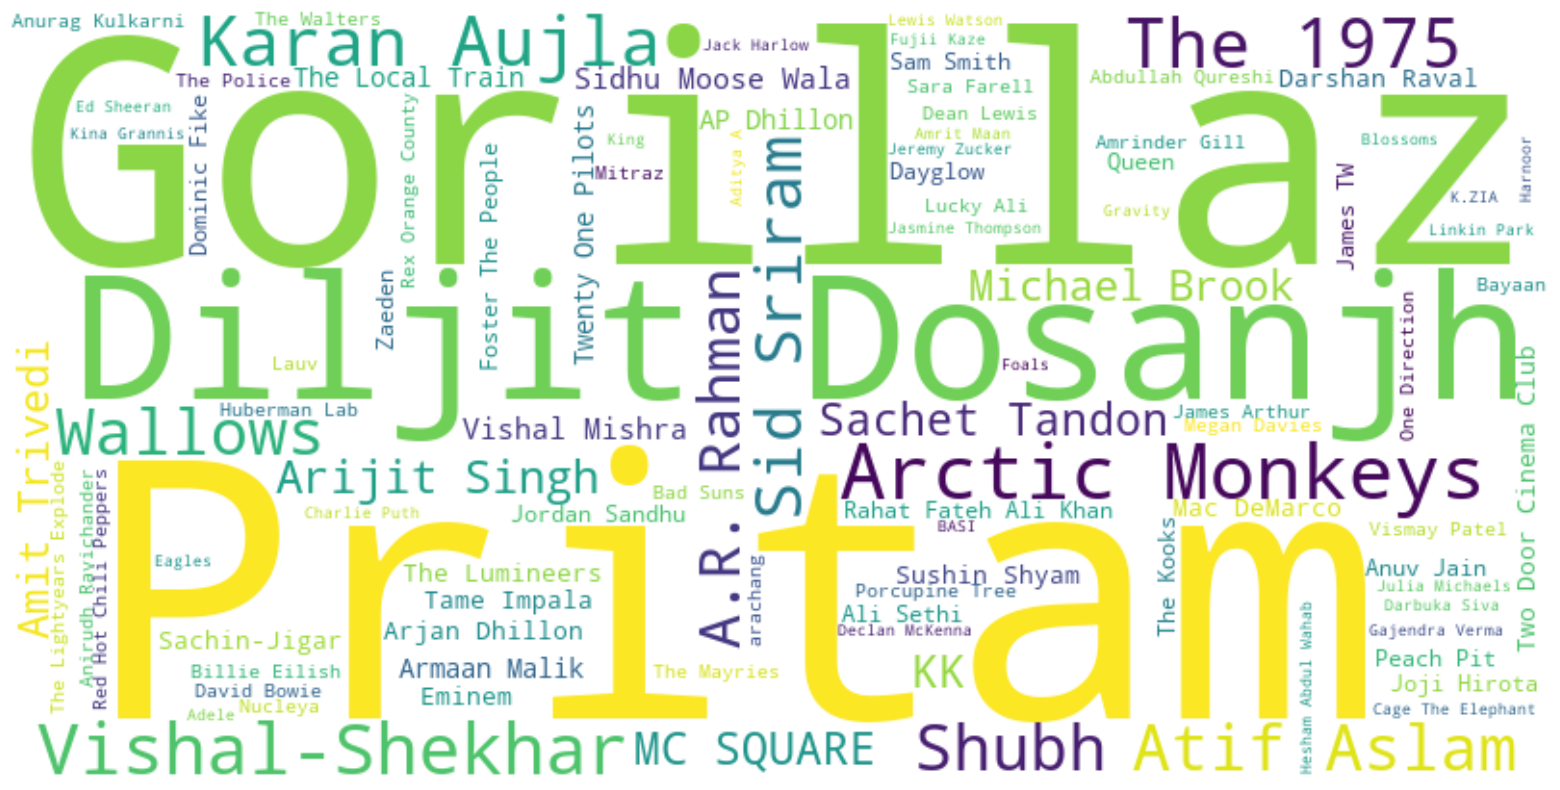 Anurag Kulkarni
The Walters
Karan Aujla
Jack Harlow
Lewis Watson
Fujii Kaze
The 1975
The Police
The Local Train
Sidhu Moose Wala
Sam Smith
Abdullah Qureshi
Darshan Raval
Sara Farell
Ed Sheeran
Kina Grannis
Dominic Fike
Gorillaz
Rex Orange County
Foster The People
Twenty One Pilots
King
Mitraz
AP Dhillon
Aditya A
Dean Lewis
Amrit Maan
Jeremy Zucker
Dayglow
Lucky Ali
Jasmine Thompson
Amrinder Gill
Queen
Gravity
James TW
Blossoms
K.ZIA
Harnoor
Linkin Park
Sid Sriram
A.R. Rahman
Michael Brook
Bayaan
Diljit Dosanjh
Zaeden
Lauv
Foals
One Direction
Two Door Cinema Club
Huberman Lab
Wallows
Vishal Mishra
Sachet Tandon
James Arthur
Megan Davies
Amit Trivedi
The Lightyears Explode
Anirudh Ravichander
Red Hot Chili Peppers
Arijit Singh
Arctic Monkeys
Charlie Puth
Bad Suns
Jordan Sandhu
Rahat Fateh Ali Khan
BASI
Mac DeMarco
Vismay Patel
Pritam
Eagles
The Lumineers
Tame Impala
Arjan Dhillon
arachang
Sushin Shyam
Porcupine Tree
Ali Sethi
Declan McKenna
The Kooks
Anuv Jain
Julia Michaels
Darbuka Siva
Gajendra Verma
Hesham Abdul Wahab
Sachin-Jigar
Billie Eilish
David Bowie
Adele
Nucleya
Armaan Malik
Eminem
The Mayries
KK
Peach Pit
Joji Hirota
Cage The Elephant
Vishal-Shekhar
MC SQUARE
Shubh
Atif Aslam